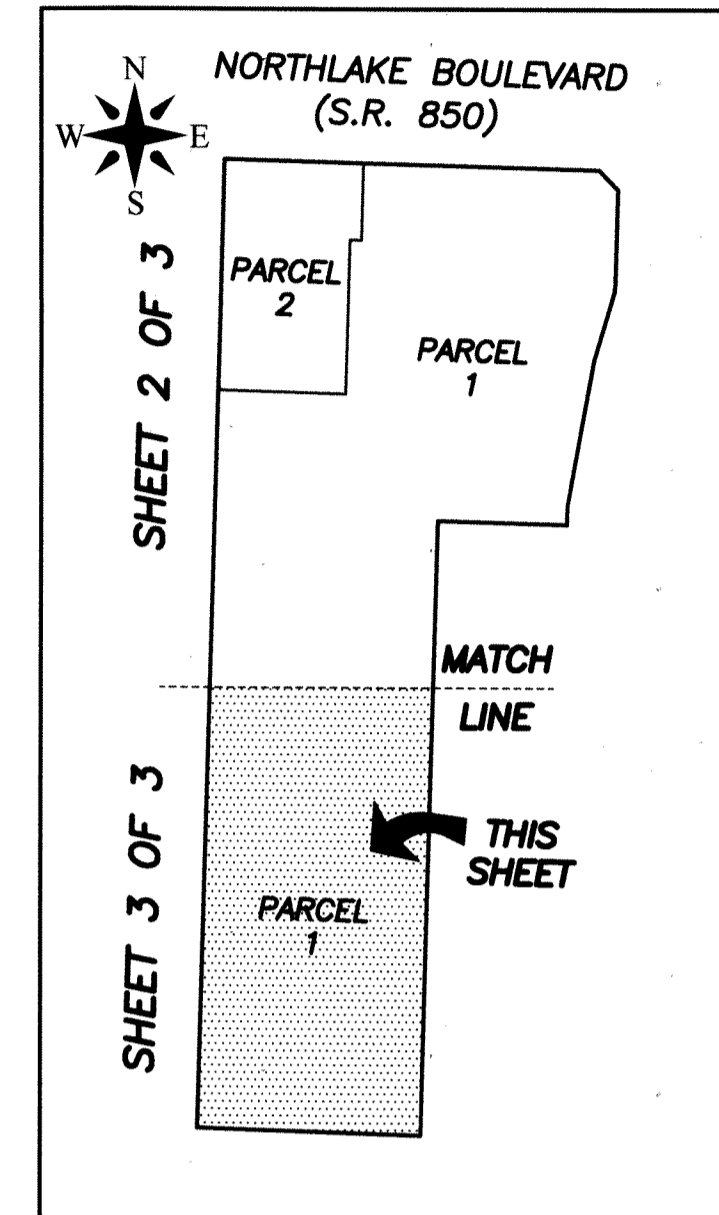 NORTHLAKE BOULEVARD
(S.R. 850)
N
W
E
S
SHEET 2 OF 3
PARCEL
2
PARCEL
1
MATCH
LINE
THIS
SHEET
SHEET 3 OF 3
PARCEL
1